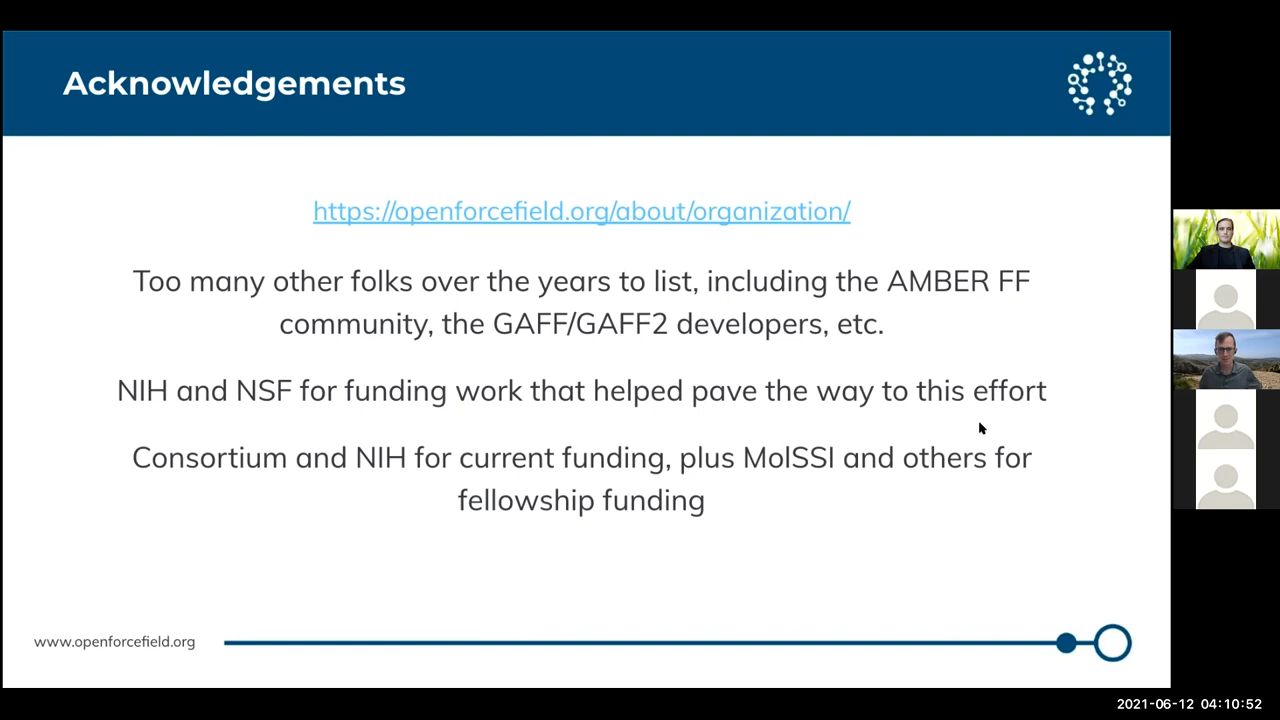 Acknowledgements
https://openforcefield.org/about/organization/
Too many other folks over the years to list, including the AMBER FF
community, the GAFF/GAFF2 developers, etc.
NIH and NSF for funding work that helped pave the way to this effort
Consortium and NIH for current funding, plus MolSSI and others for
fellowship funding
www.openforcefield.org
2021-06-12 04:10:52